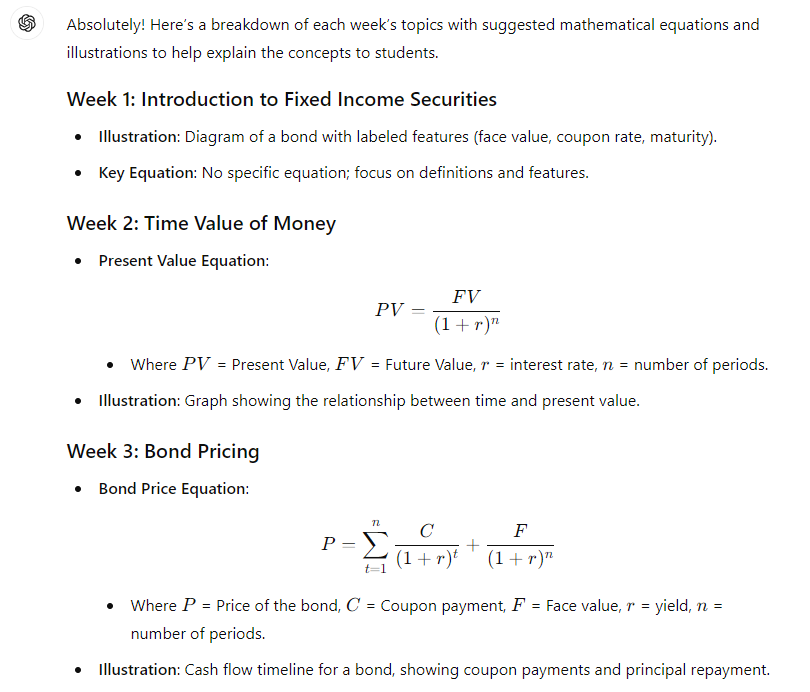 Absolutely! Here's a breakdown of each week's topics with suggested mathematical equations and
illustrations to help explain the concepts to students.
Week 1: Introduction to Fixed Income Securities
• Illustration: Diagram of a bond with labeled features (face value, coupon rate, maturity).
• Key Equation: No specific equation; focus on definitions and features.
Week 2: Time Value of Money
• Present Value Equation:
PV = \frac{FV}{(1 + r)^n}
• Where PV = Present Value, FV = Future Value, r = interest rate, n = number of periods.
• Illustration: Graph showing the relationship between time and present value.
Week 3: Bond Pricing
• Bond Price Equation:
P = \sum_{t=1}^{n} \frac{C}{(1 + r)^t} + \frac{F}{(1 + r)^n}
• Where P = Price of the bond, C = Coupon payment, F = Face value, r = yield, n =
number of periods.
• Illustration: Cash flow timeline for a bond, showing coupon payments and principal repayment.